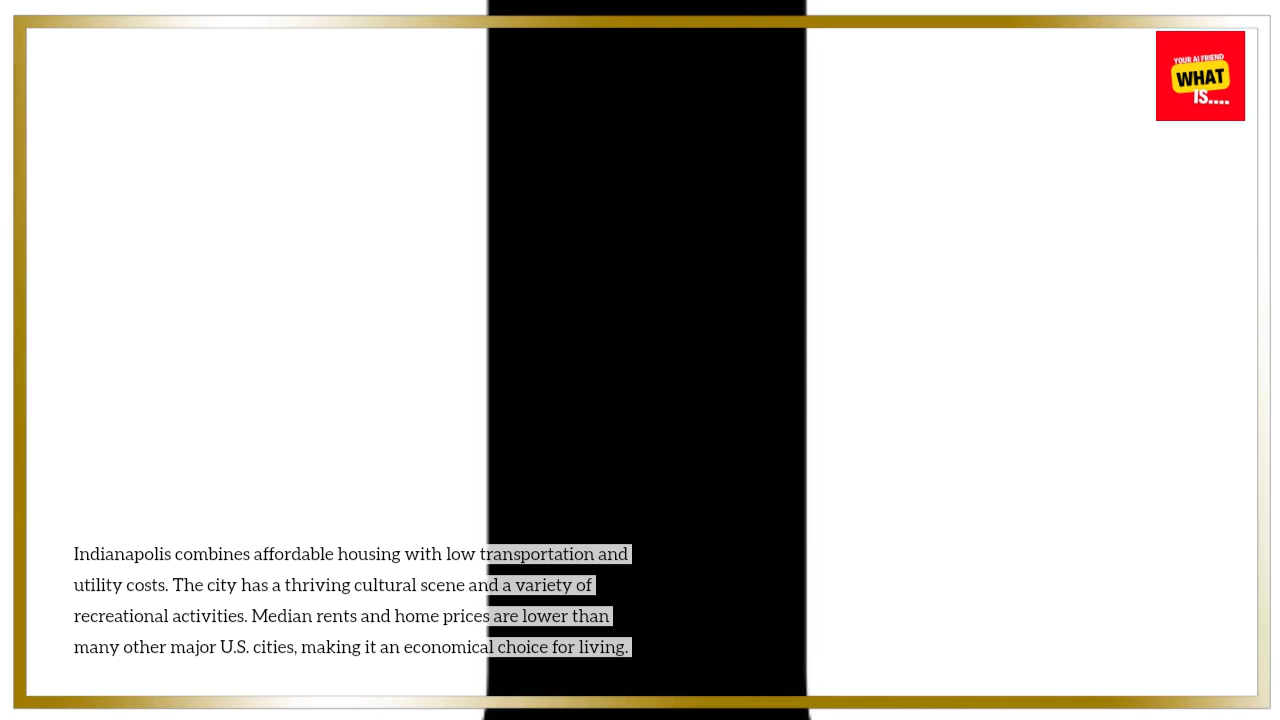 YOUR AI FRIEND
WHAT
IS....
Indianapolis combines affordable housing with low transportation and
utility costs. The city has a thriving cultural scene and a variety of
recreational activities. Median rents and home prices are lower than
many other major U.S. cities, making it an economical choice for living.